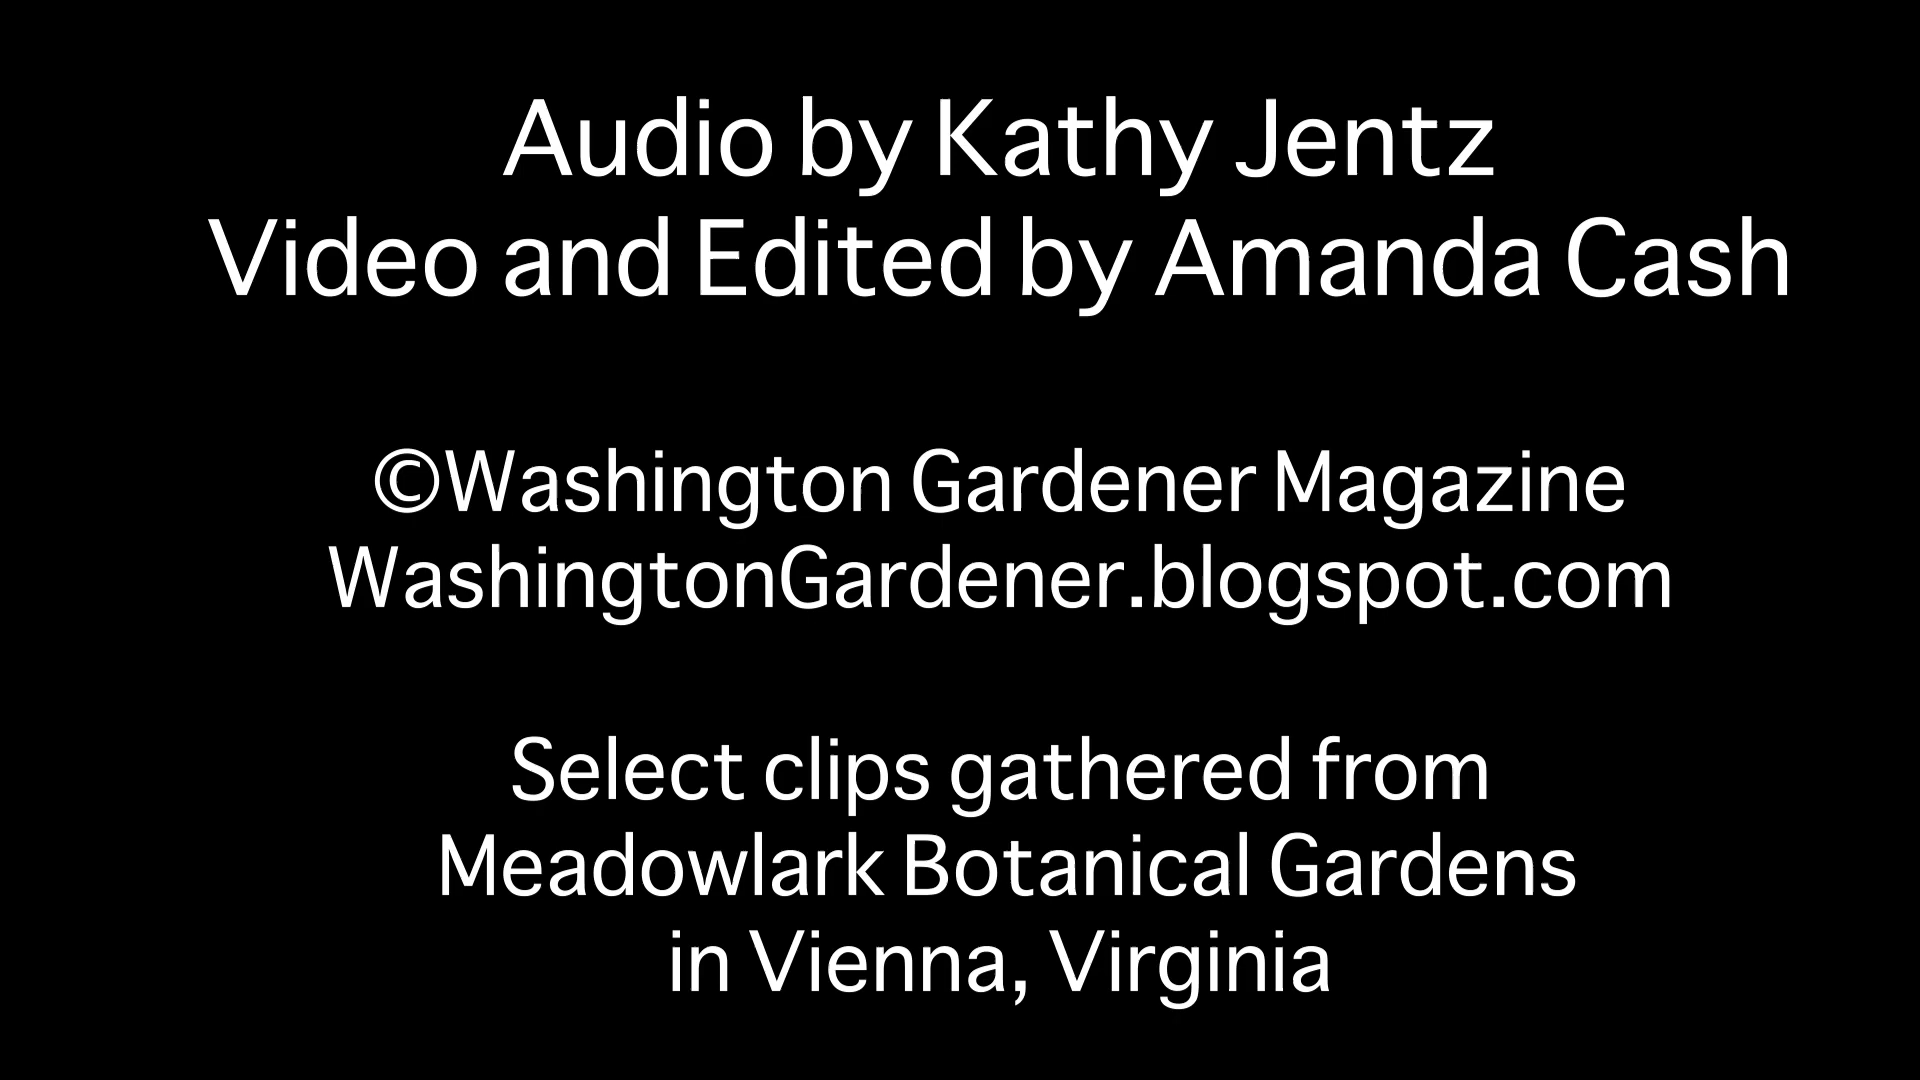 Audio by Kathy Jentz
Video and Edited by Amanda Cash
©Washington Gardener Magazine
WashingtonGardener.blogspot.com
Select clips gathered from
Meadowlark Botanical Gardens
in Vienna, Virginia